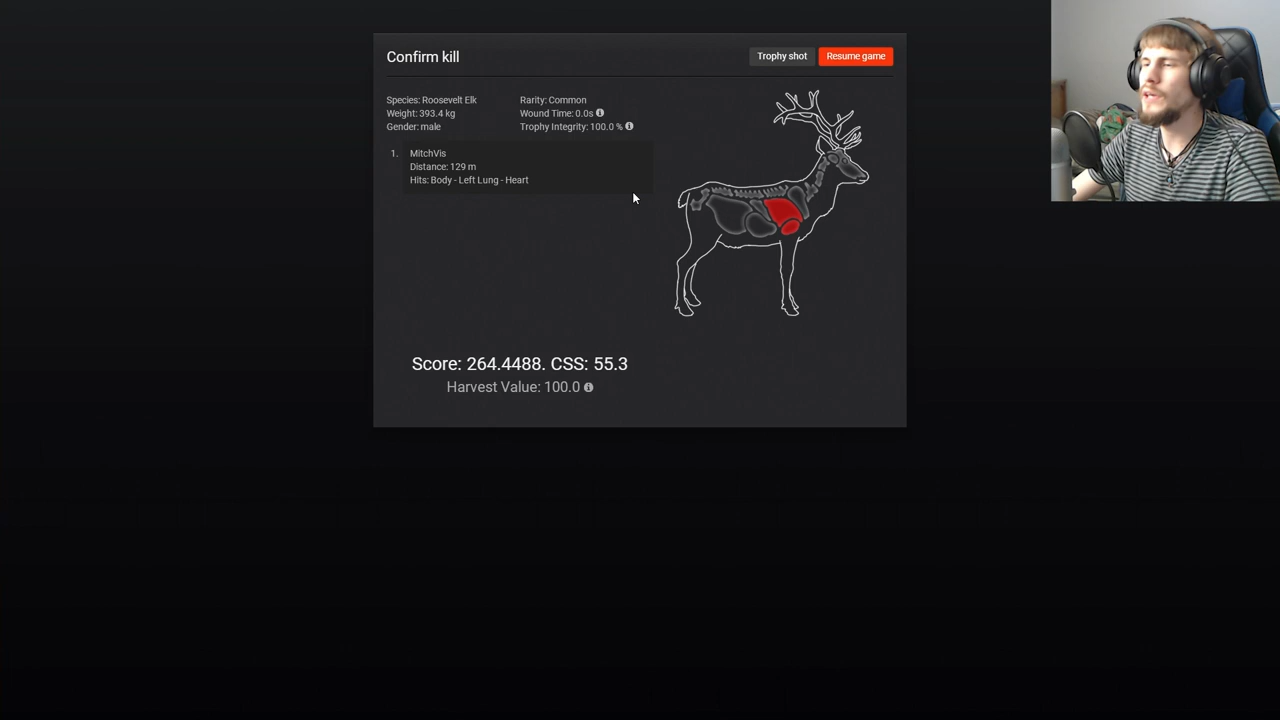 Confirm kill
Trophy shot
Resume game
Species: Roosevelt Elk
Weight: 393.4 kg
Gender: male
Rarity: Common
Wound Time: 0.0s
Trophy Integrity: 100.0 %
1. MitchVis
Distance: 129 m
Hits: Body - Left Lung - Heart
Score: 264.4488. CSS: 55.3
Harvest Value: 100.0